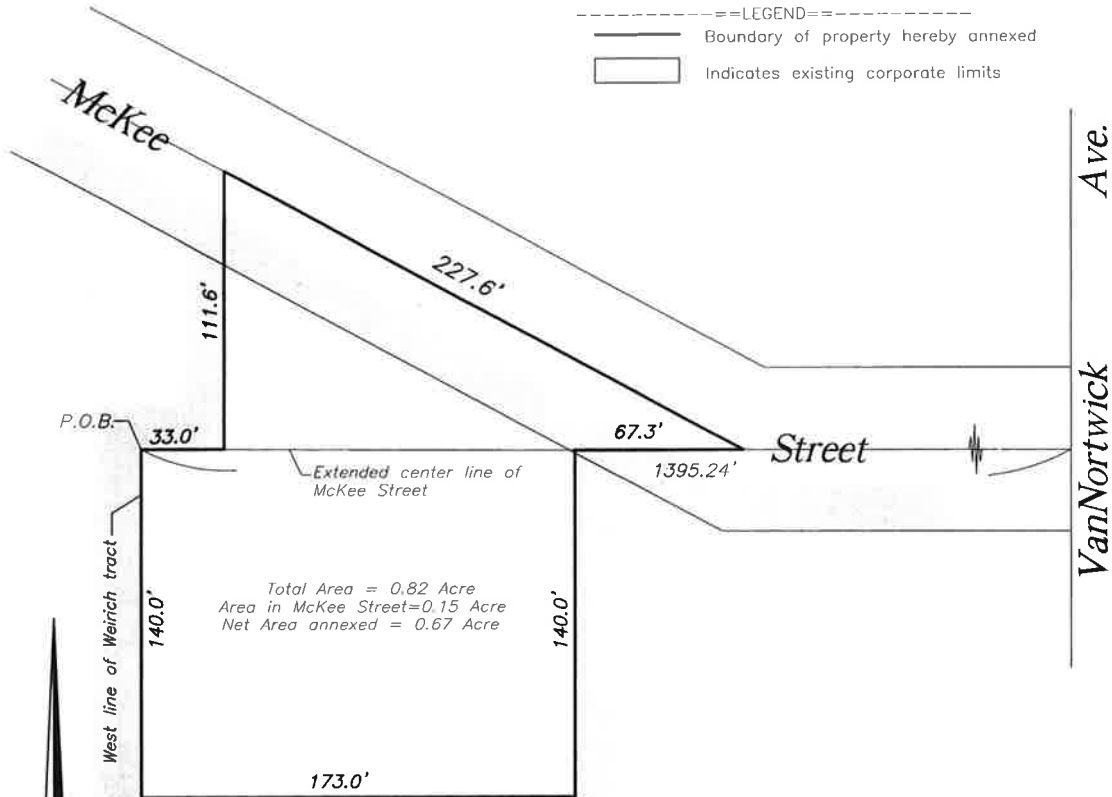 ==LEGEND==
Boundary of property hereby annexed
Indicates existing corporate limits
McKee
Ave.
227.6'
111.6'
P.O.B.
33.0'
67.3'
Street
1395.24'
Extended center line of
McKee Street
VanNortwick
West line of Weirich tract
140.0'
Total Area = 0.82 Acre
Area in McKee Street=0.15 Acre
Net Area annexed = 0.67 Acre
140.0'
173.0'